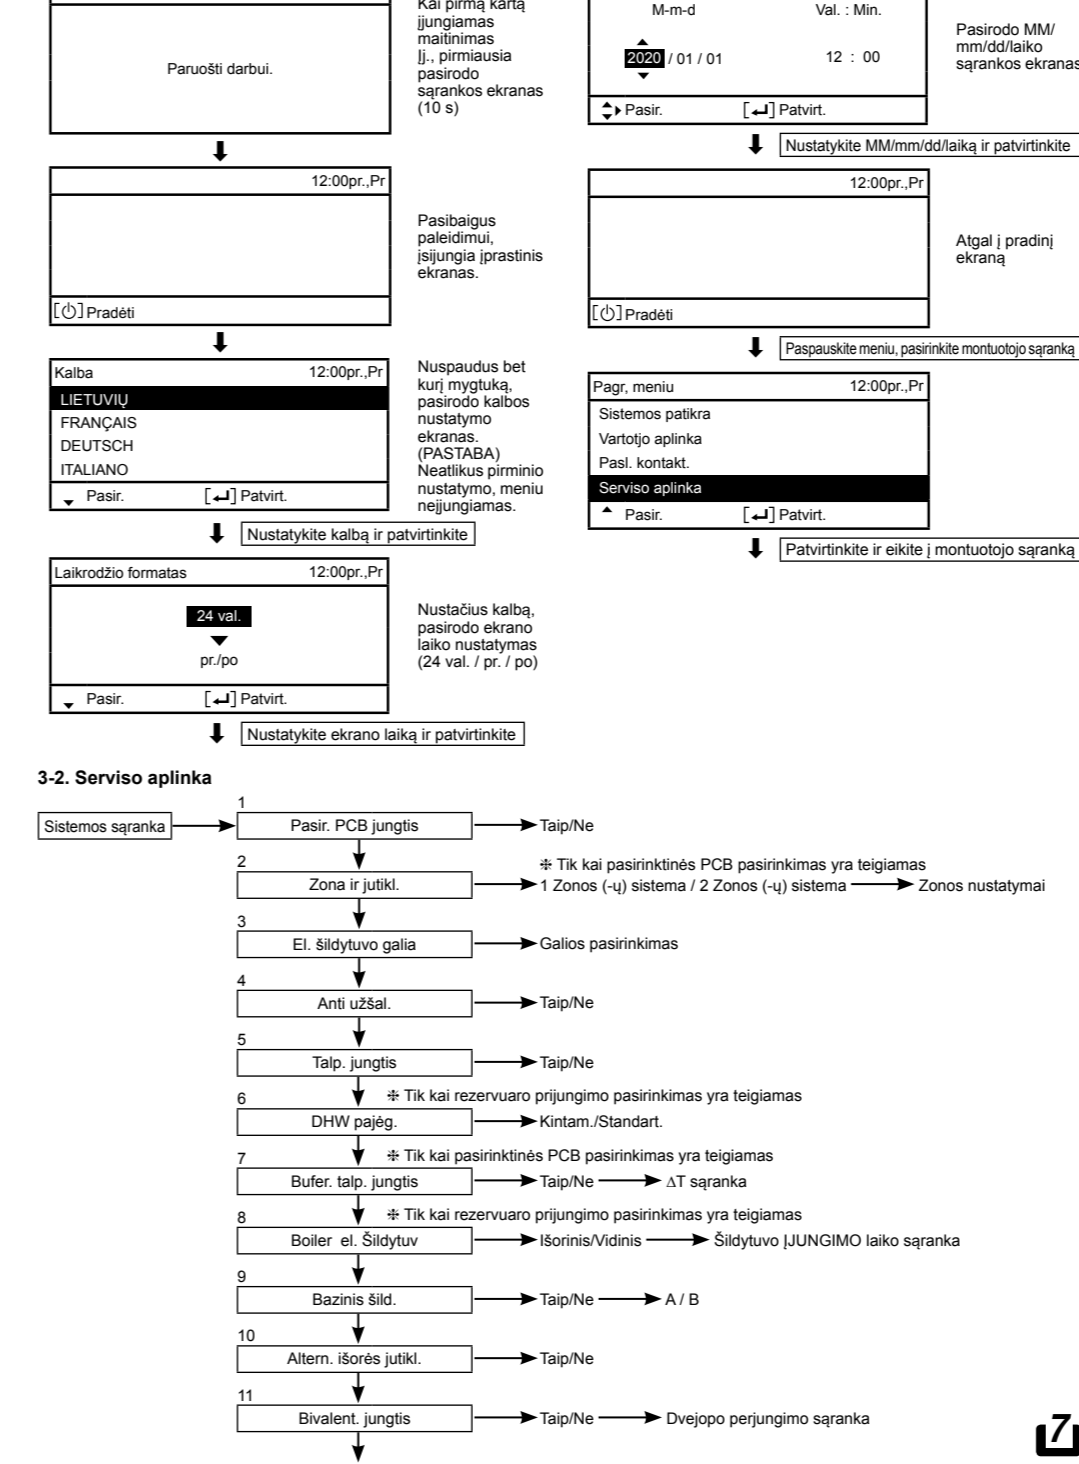 Paruošti darbui.
Kai pirmą kartą
įjungiamas
maitinimas
Įj., pirmiausia
pasirodo
sąrankos ekranas
(10 s)
12:00pr.,Pr
[⏻] Pradėti
Pasibaigus
paleidimui,
įsijungia įprastinis
ekranas.
Kalba 12:00pr.,Pr
LIETUVIŲ
FRANÇAIS
DEUTSCH
ITALIANO
Pasir. [↵] Patvirt.
Nuspaudus bet
kurį mygtuką,
pasirodo kalbos
nustatymo
ekranas.
(PASTABA)
Neatlikus pirminio
nustatymo, meniu
neįjungiamas.
Nustatykite kalbą ir patvirtinkite
Laikrodžio formatas 12:00pr.,Pr
24 val.
pr./po
Pasir. [↵] Patvirt.
Nustačius kalbą,
pasirodo ekrano
laiko nustatymas
(24 val. / pr. / po)
Nustatykite ekrano laiką ir patvirtinkite
M-m-d Val. : Min.
2020 / 01 / 01 12 : 00
Pasir. [↵] Patvirt.
Pasirodo MM/
mm/dd/laiko
sąrankos ekranas
Nustatykite MM/mm/dd/laiką ir patvirtinkite
12:00pr.,Pr
[⏻] Pradėti
Atgal į pradinį
ekraną
Paspauskite meniu, pasirinkite montuotojo sąranką
Pagr, meniu 12:00pr.,Pr
Sistemos patikra
Vartotjo aplinka
Pasl. kontakt.
Serviso aplinka
Pasir. [↵] Patvirt.
Patvirtinkite ir eikite į montuotojo sąranką
3-2. Serviso aplinka
1
Sistemos sąranka Pasir. PCB jungtis Taip/Ne
2 ⁜ Tik kai pasirinktinės PCB pasirinkimas yra teigiamas
Zona ir jutikl. 1 Zonos (-ų) sistema / 2 Zonos (-ų) sistema Zonos nustatymai
3
El. šildytuvo galia Galios pasirinkimas
4
Anti užšal. Taip/Ne
5
Talp. jungtis Taip/Ne
6 ⁜ Tik kai rezervuaro prijungimo pasirinkimas yra teigiamas
DHW pajėg. Kintam./Standart.
7 ⁜ Tik kai pasirinktinės PCB pasirinkimas yra teigiamas
Bufer. talp. jungtis Taip/Ne ΔT sąranka
8 ⁜ Tik kai rezervuaro prijungimo pasirinkimas yra teigiamas
Boiler el. Šildytuv Išorinis/Vidinis Šildytuvo ĮJUNGIMO laiko sąranka
9
Bazinis šild. Taip/Ne A / B
10
Altern. išorės jutikl. Taip/Ne
11
Bivalent. jungtis Taip/Ne Dvejopo perjungimo sąranka
7